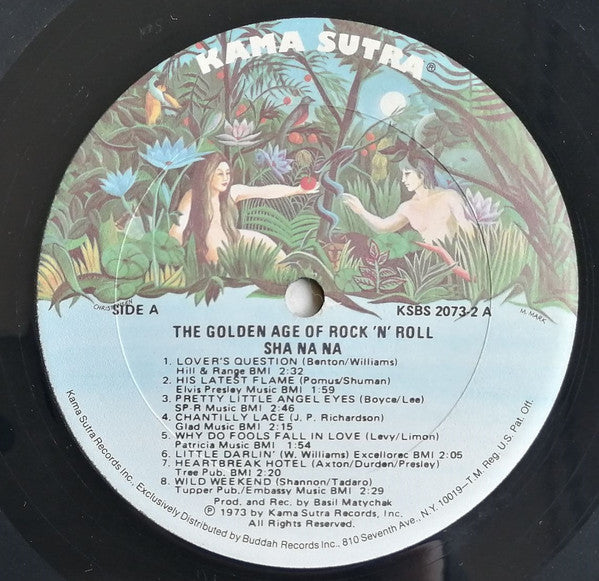 KAMA SUTRA®
CHRISTIANSEN
M. MARK
SIDE A
KSBS 2073-2 A
THE GOLDEN AGE OF ROCK 'N' ROLL
SHA NA NA
1. LOVER'S QUESTION (Benton/Williams)
Hill & Range BMI 2:32
2. HIS LATEST FLAME (Pomus/Shuman)
Elvis Presley Music BMI 1:59
3. PRETTY LITTLE ANGEL EYES (Boyce/Lee)
SP-R Music BMI 2:46
4. CHANTILLY LACE (J. P. Richardson)
Glad Music BMI 2:15
5. WHY DO FOOLS FALL IN LOVE (Levy/Limon)
Patricia Music BMI 1:54
6. LITTLE DARLIN' (W. Williams) Excellorec BMI 2:05
7. HEARTBREAK HOTEL (Axton/Durden/Presley)
Tree Pub. BMI 2:20
8. WILD WEEKEND (Shannon/Tadaro)
Tupper Pub./Embassy Music BMI 2:29
Prod. and Rec. by Basil Matychak
Ⓟ 1973 by Kama Sutra Records, Inc.
All Rights Reserved.
Kama Sutra Records Inc., Exclusively Distributed by Buddah Records Inc., 810 Seventh Ave., N.Y. 10019–T.M. Reg. U.S. Pat. Off.